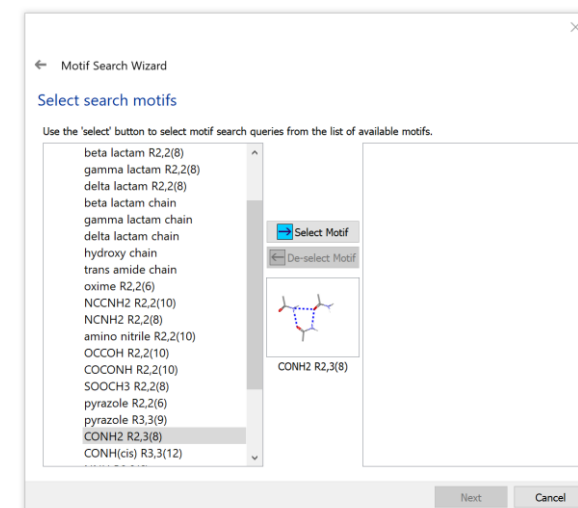 Motif Search Wizard
Select search motifs
Use the 'select' button to select motif search queries from the list of available motifs.
beta lactam R2,2(8)
gamma lactam R2,2(8)
delta lactam R2,2(8)
beta lactam chain
gamma lactam chain
delta lactam chain
hydroxy chain
trans amide chain
oxime R2,2(6)
NCCNH2 R2,2(10)
NCNH2 R2,2(8)
amino nitrile R2,2(10)
OCCOH R2,2(10)
COCONH R2,2(10)
SOOCH3 R2,2(8)
pyrazole R2,2(6)
pyrazole R3,3(9)
CONH2 R2,3(8)
CONH(cis) R3,3(12)
Select Motif
De-select Motif
CONH2 R2,3(8)
Next
Cancel